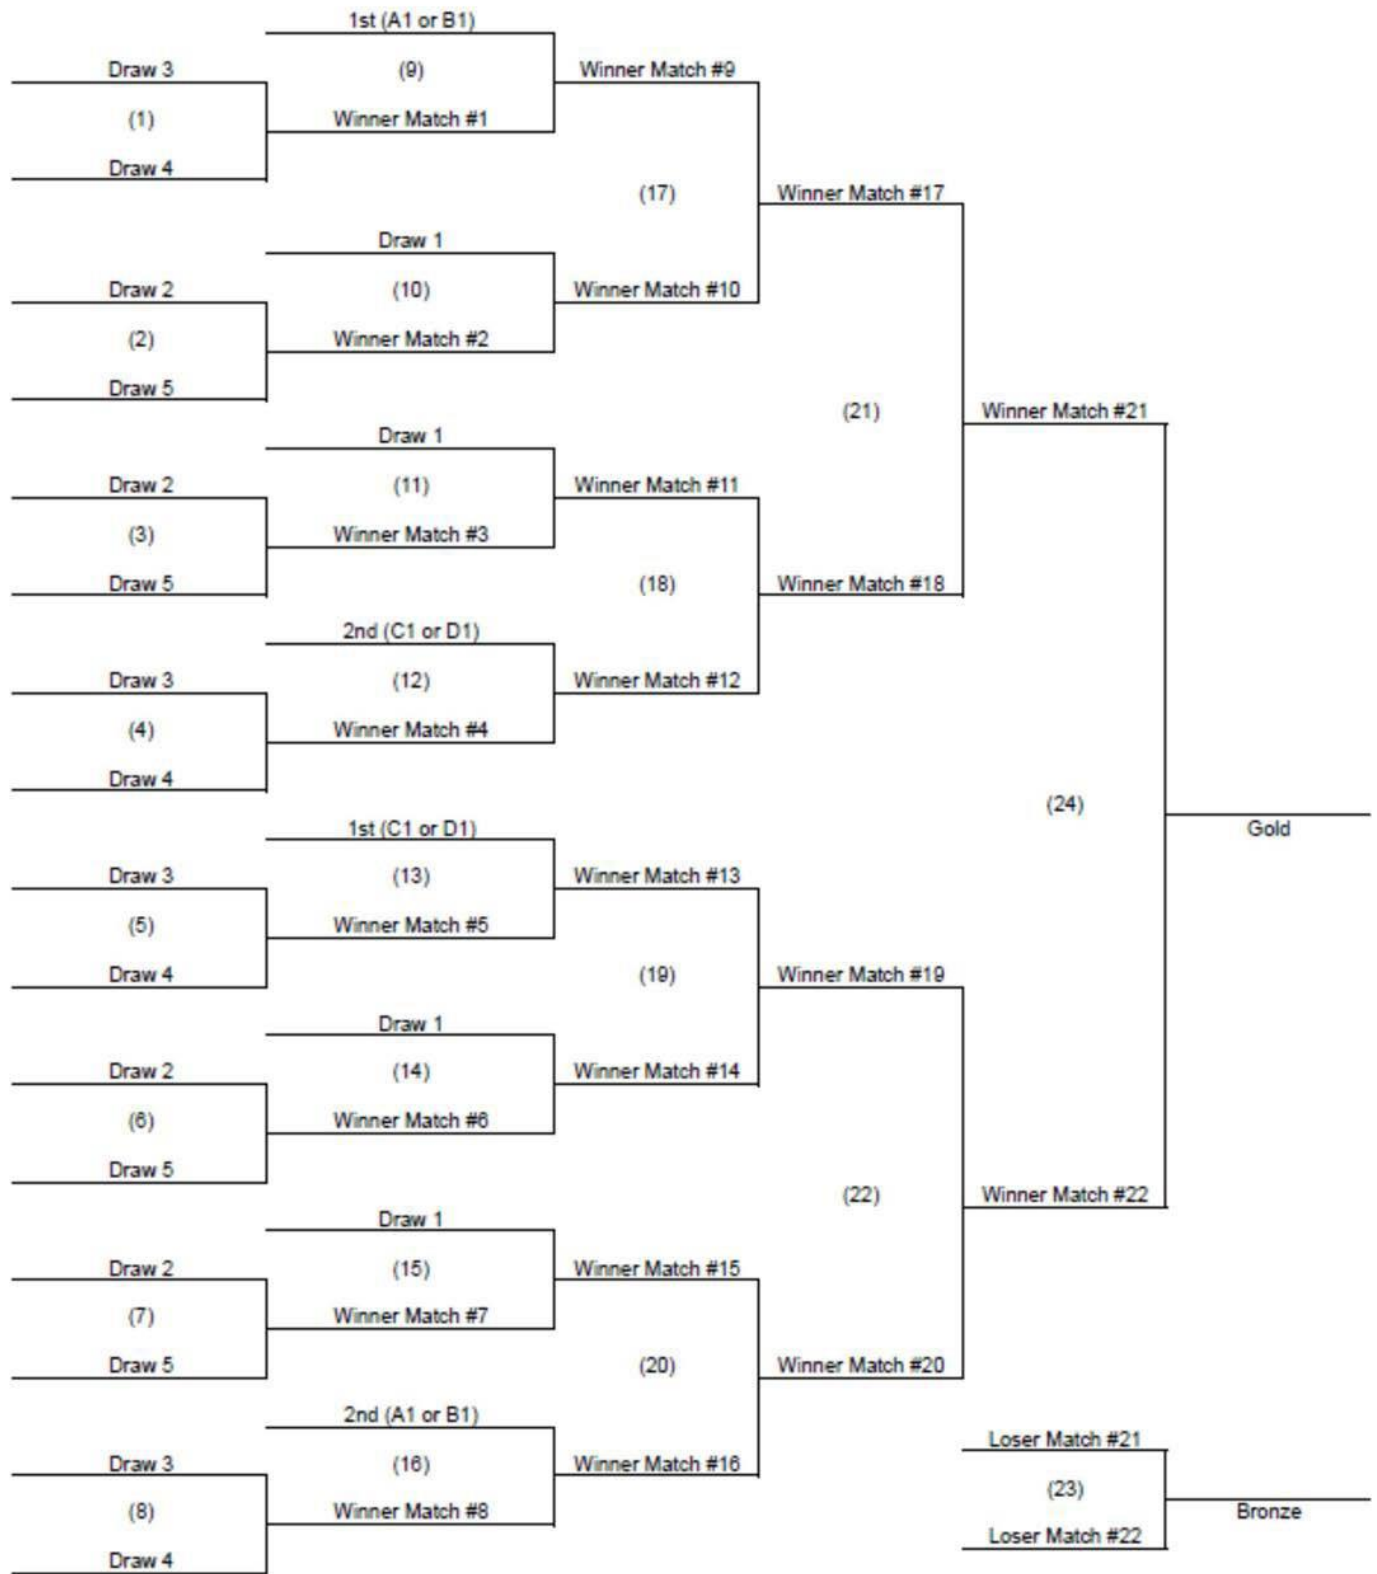 1st (A1 or B1)
Draw 3
(9)
Winner Match #9
(1)
Winner Match #1
Draw 4
(17)
Winner Match #17
Draw 1
Draw 2
(10)
Winner Match #10
(2)
Winner Match #2
Draw 5
(21)
Winner Match #21
Draw 1
Draw 2
(11)
Winner Match #11
(3)
Winner Match #3
Draw 5
(18)
Winner Match #18
2nd (C1 or D1)
Draw 3
(12)
Winner Match #12
(4)
Winner Match #4
Draw 4
(24)
Gold
1st (C1 or D1)
Draw 3
(13)
Winner Match #13
(5)
Winner Match #5
Draw 4
(19)
Winner Match #19
Draw 1
Draw 2
(14)
Winner Match #14
(6)
Winner Match #6
Draw 5
(22)
Winner Match #22
Draw 1
Draw 2
(15)
Winner Match #15
(7)
Winner Match #7
Draw 5
(20)
Winner Match #20
2nd (A1 or B1)
Draw 3
(16)
Winner Match #16
(8)
Winner Match #8
Draw 4
Loser Match #21
(23)
Bronze
Loser Match #22